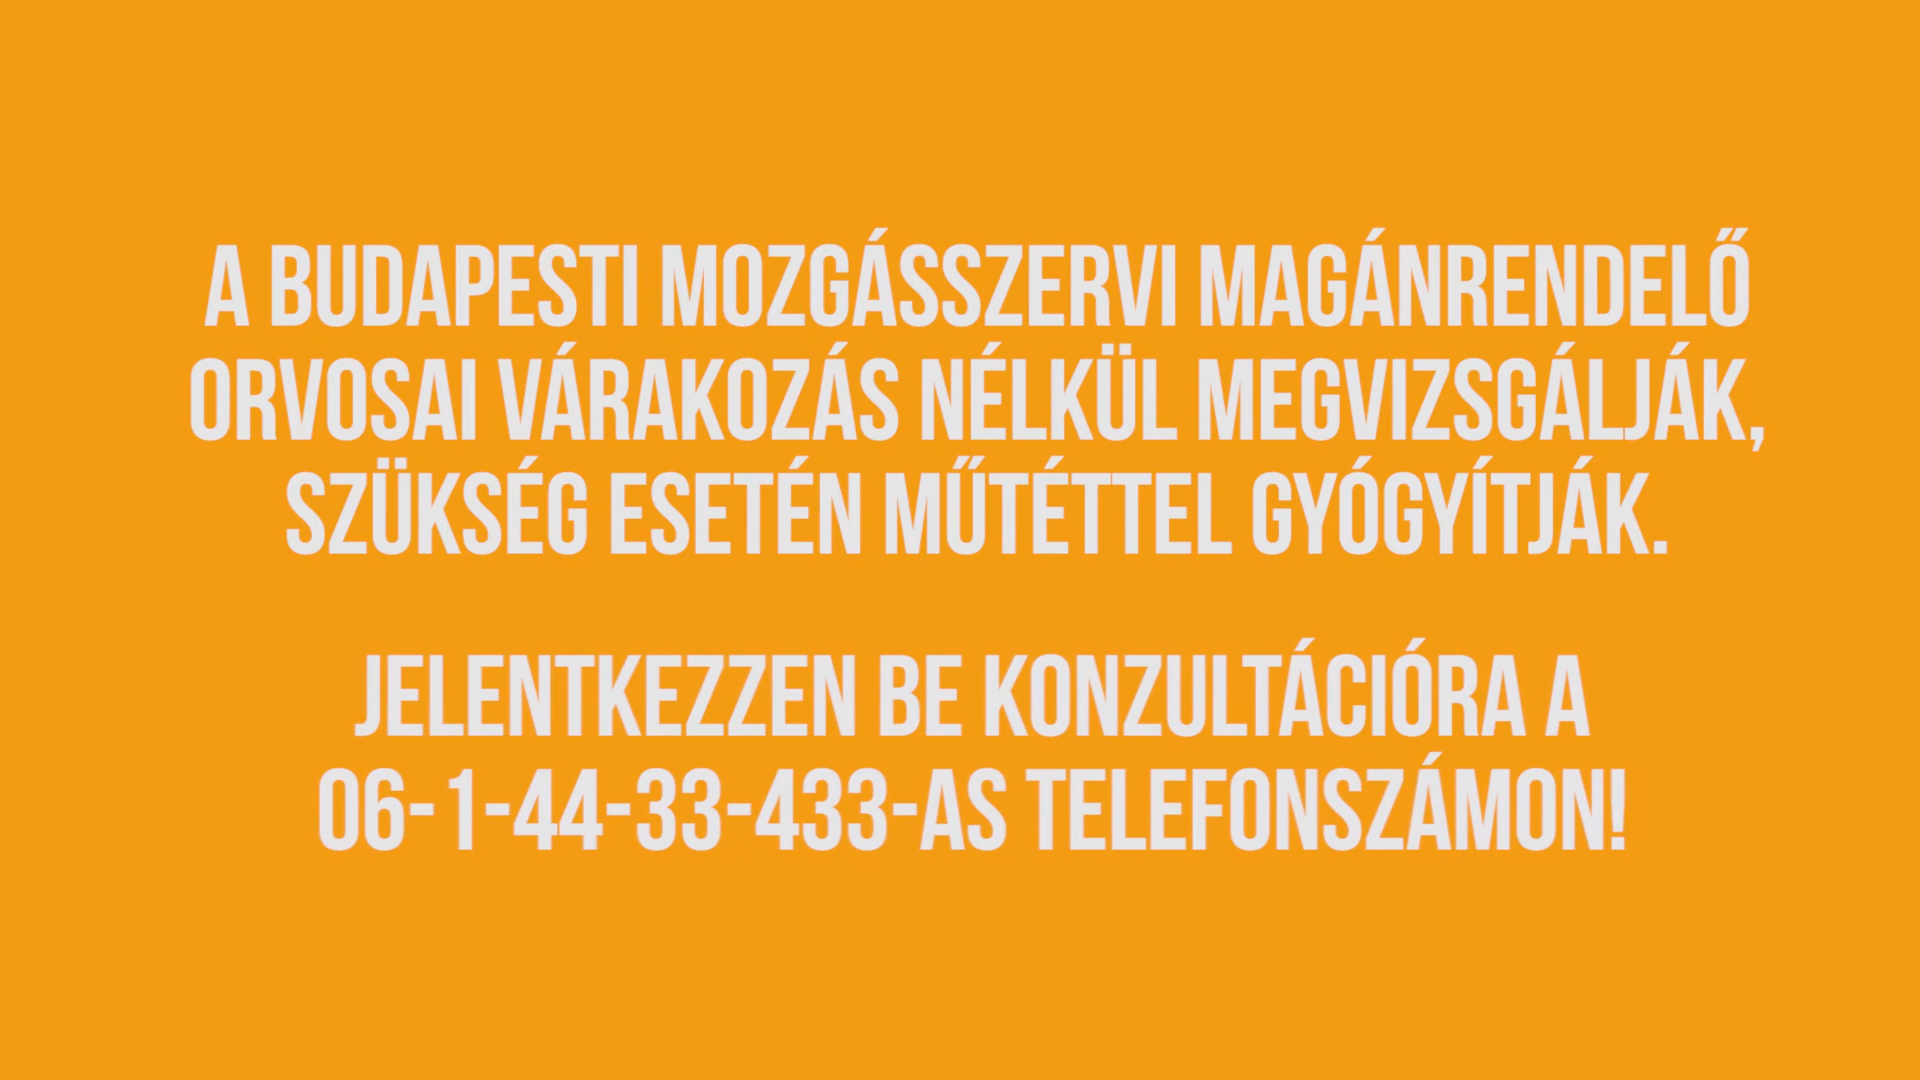 A BUDAPESTI MOZGÁSSZERVI MAGÁNRENDELŐ
ORVOSAI VÁRAKOZÁS NÉLKÜL MEGVIZSGÁLJÁK,
SZÜKSÉG ESETÉN MŰTÉTTEL GYÓGYÍTJÁK.
JELENTKEZZEN BE KONZULTÁCIÓRA A
06-1-44-33-433-AS TELEFONSZÁMON!